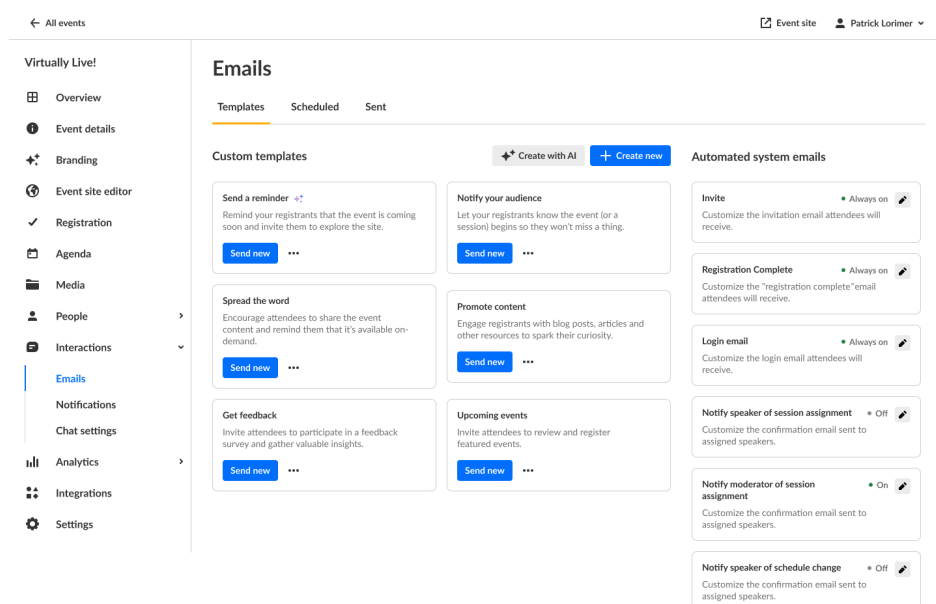 All events
Event site
Patrick Lorimer
Virtually Live!
Overview
Event details
Branding
Event site editor
Registration
Agenda
Media
People
Interactions
Emails
Notifications
Chat settings
Analytics
Integrations
Settings
Emails
Templates
Scheduled
Sent
Custom templates
Create with AI
Create new
Send a reminder
Remind your registrants that the event is coming
soon and invite them to explore the site.
Send new
Notify your audience
Let your registrants know the event (or a
session) begins so they won't miss a thing.
Send new
Spread the word
Encourage attendees to share the event
content and remind them that it's available on-
demand.
Send new
Promote content
Engage registrants with blog posts, articles and
other resources to spark their curiosity.
Send new
Get feedback
Invite attendees to participate in a feedback
survey and gather valuable insights.
Send new
Upcoming events
Invite attendees to review and register
featured events.
Send new
Automated system emails
Invite
Always on
Customize the invitation email attendees will
receive.
Registration Complete
Always on
Customize the "registration complete"email
attendees will receive.
Login email
Always on
Customize the login email attendees will
receive.
Notify speaker of session assignment
Off
Customize the confirmation email sent to
assigned speakers.
Notify moderator of session
assignment
On
Customize the confirmation email sent to
assigned speakers.
Notify speaker of schedule change
Off
Customize the confirmation email sent to
assigned speakers.